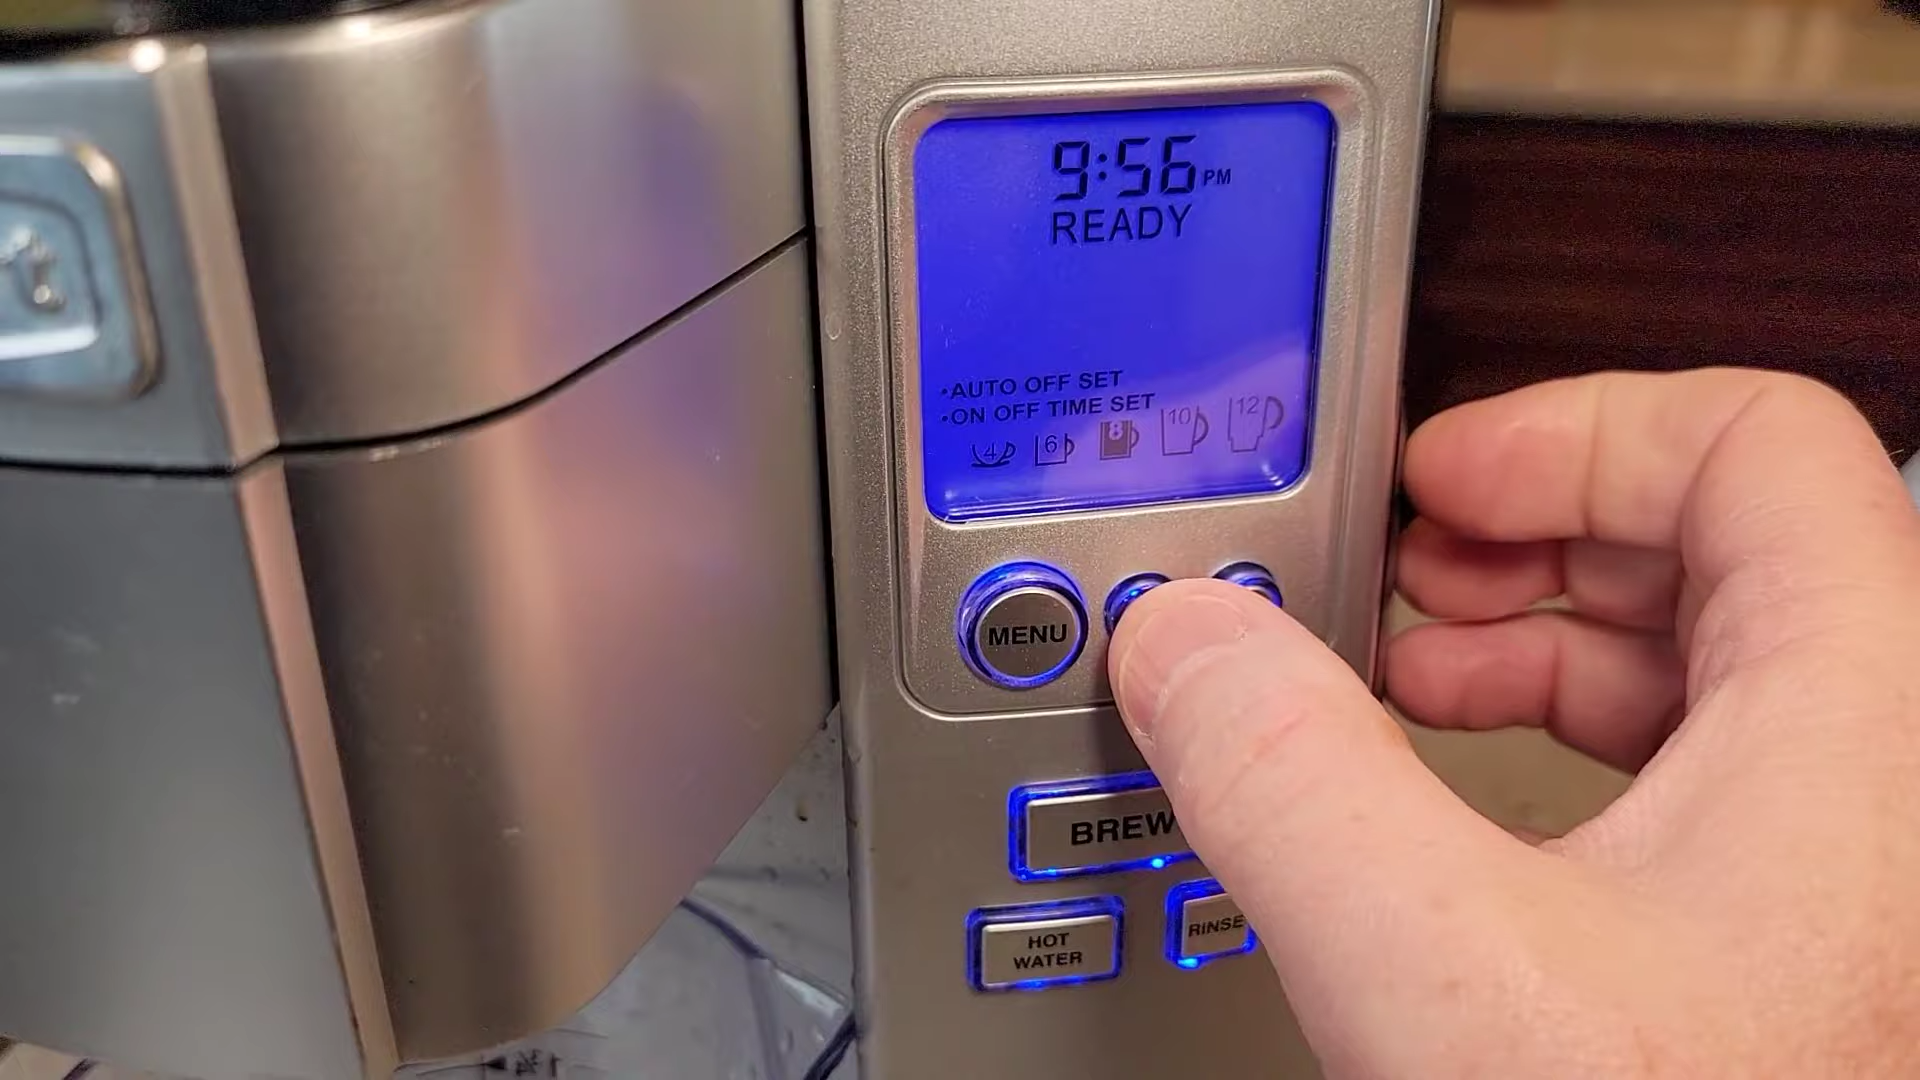 9:56 PM
READY
•AUTO OFF SET
•ON OFF TIME SET
4 6 8 10 12
MENU
BREW
HOT
WATER
RINSE